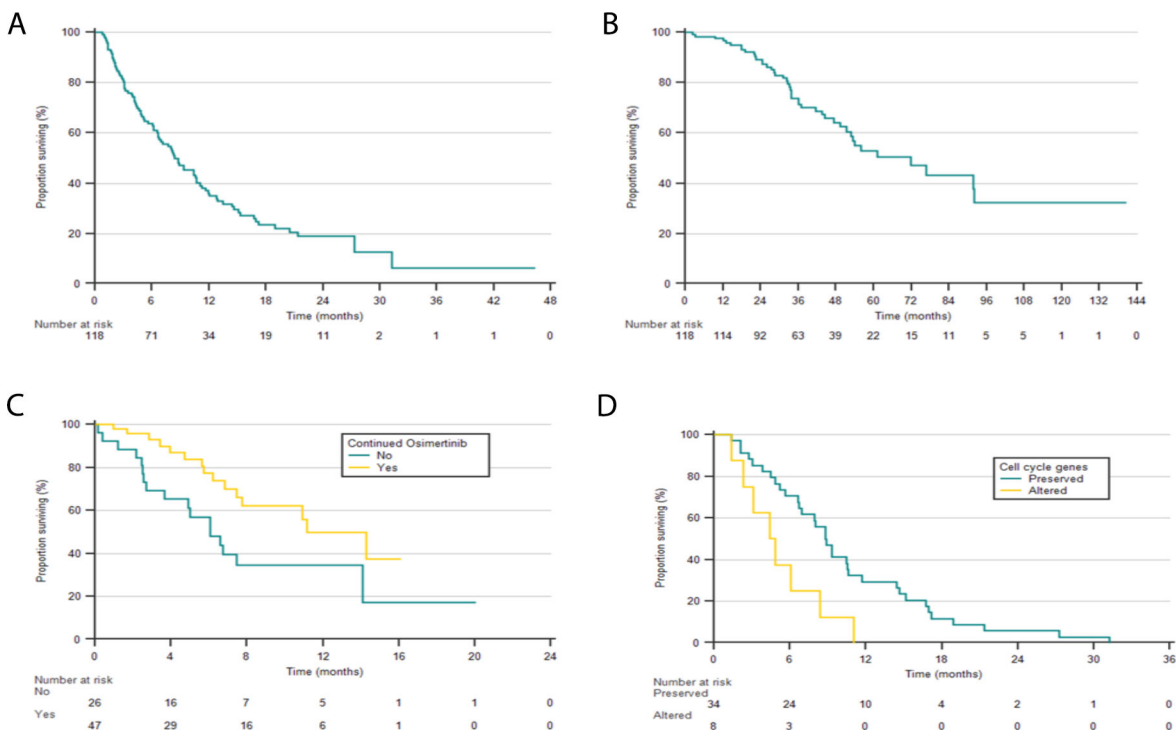 A
Proportion surviving (%)
100
80
60
40
20
0
0 6 12 18 24 30 36 42 48
Time (months)
Number at risk
118 71 34 19 11 2 1 1 0
B
Proportion surviving (%)
100
80
60
40
20
0
0 12 24 36 48 60 72 84 96 108 120 132 144
Time (months)
Number at risk
118 114 92 63 39 22 15 11 5 5 1 1 0
C
Proportion surviving (%)
100
80
60
40
20
0
Continued Osimertinib
No
Yes
0 4 8 12 16 20 24
Time (months)
Number at risk
No
26 16 7 5 1 1 0
Yes
47 29 16 6 1 0 0
D
Proportion surviving (%)
100
80
60
40
20
0
Cell cycle genes
Preserved
Altered
0 6 12 18 24 30 36
Time (months)
Number at risk
Preserved
34 24 10 4 2 1 0
Altered
8 3 0 0 0 0 0